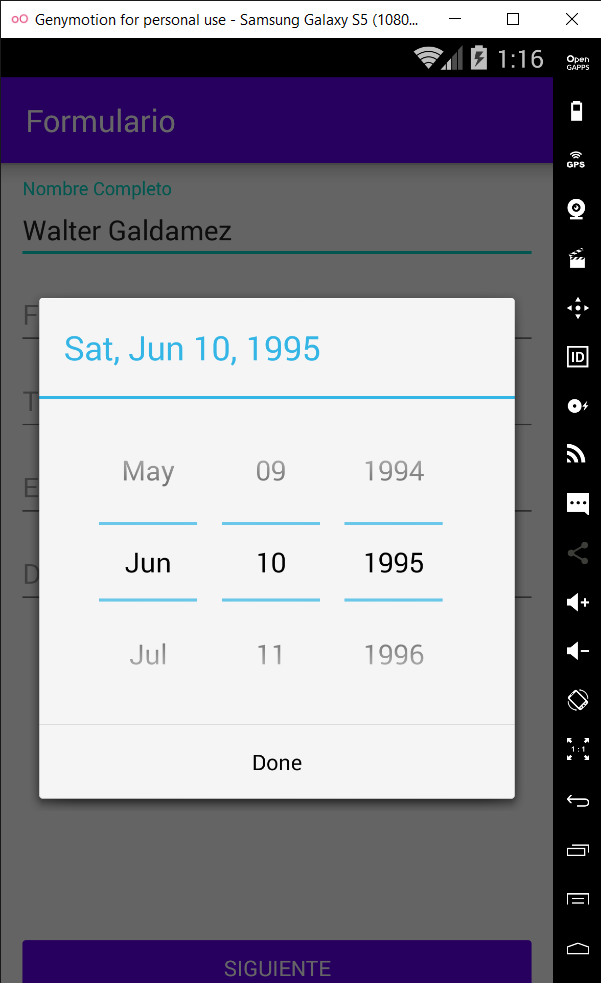 Genymotion for personal use - Samsung Galaxy S5 (1080...
1:16
Open
GAPPS
Formulario
GPS
Nombre Completo
Walter Galdamez
F
Sat, Jun 10, 1995
ID
T
May 09 1994
E
Jun 10 1995
D
Jul 11 1996
1:1
Done
SIGUIENTE